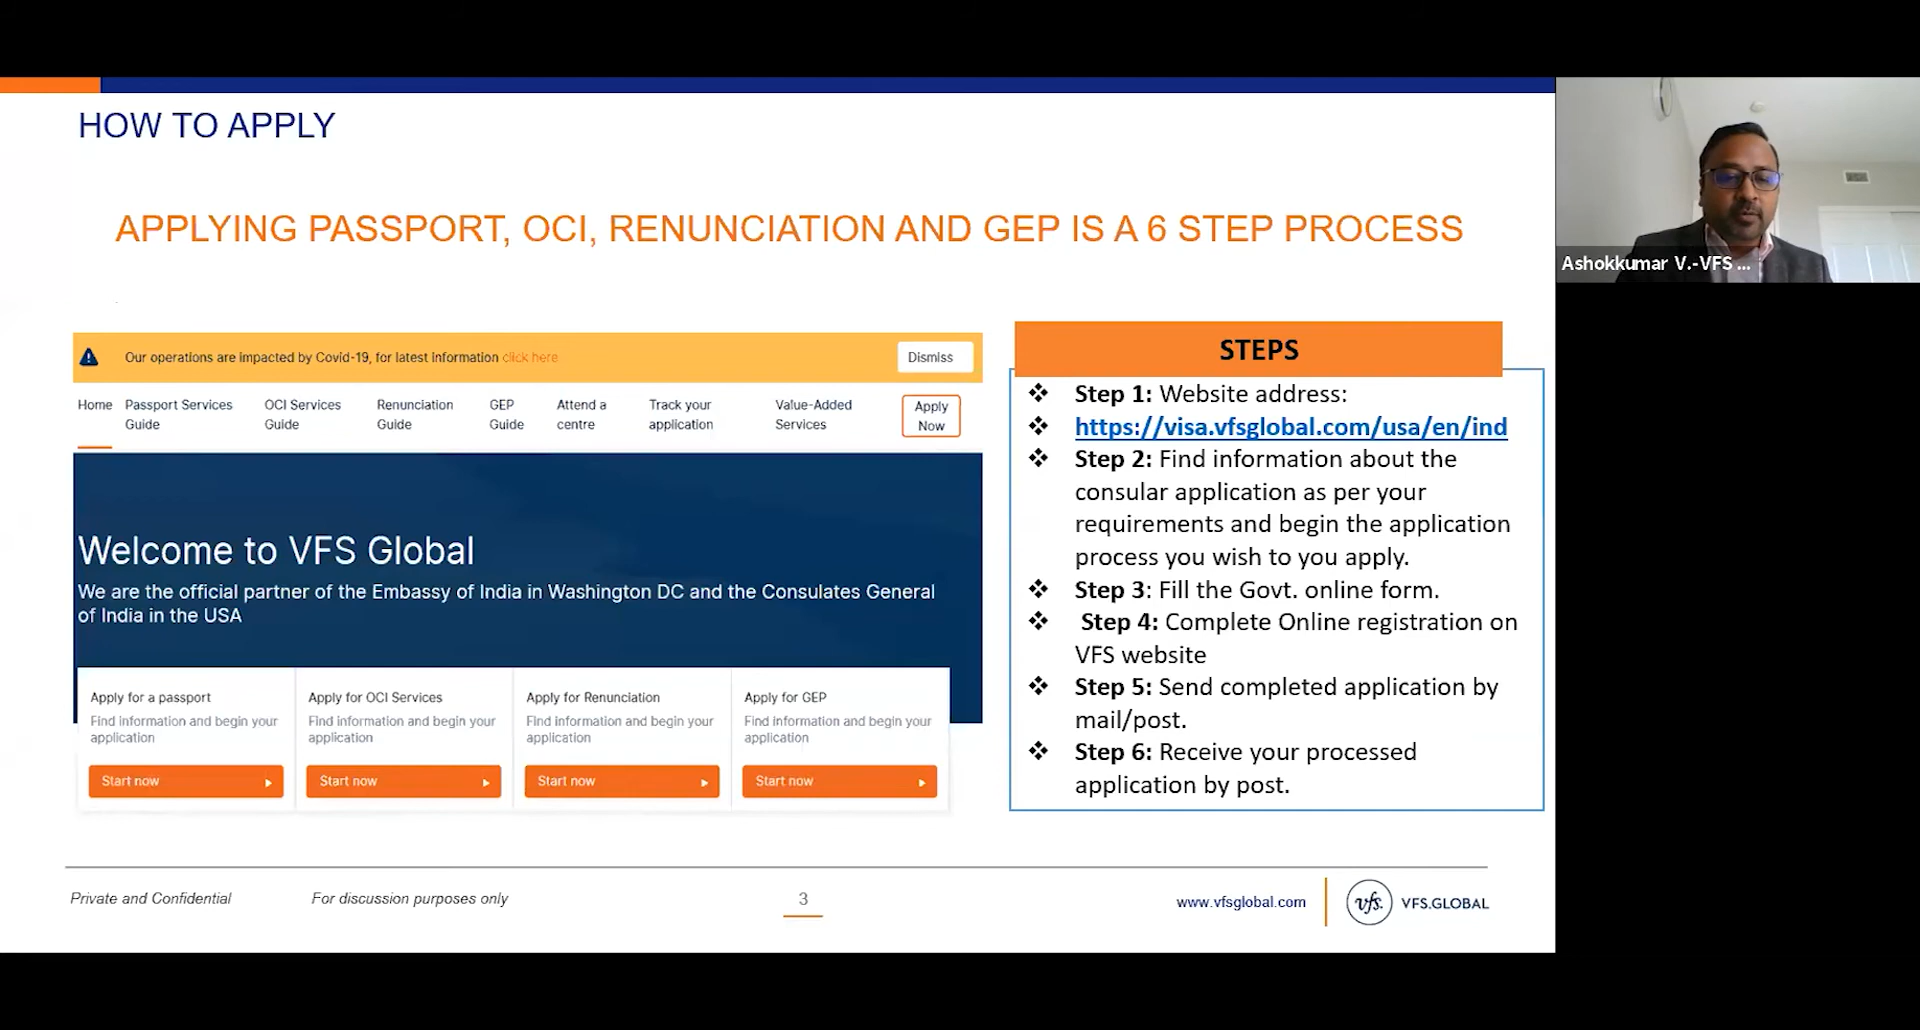 HOW TO APPLY
APPLYING PASSPORT, OCI, RENUNCIATION AND GEP IS A 6 STEP PROCESS
Ashokkumar V.-VFS ...
Our operations are impacted by Covid-19, for latest information click here
Dismiss
Home
Passport Services
Guide
OCI Services
Guide
Renunciation
Guide
GEP
Guide
Attend a
centre
Track your
application
Value-Added
Services
Apply
Now
Welcome to VFS Global
We are the official partner of the Embassy of India in Washington DC and the Consulates General
of India in the USA
Apply for a passport
Find information and begin your
application
Start now
Apply for OCI Services
Find information and begin your
application
Start now
Apply for Renunciation
Find information and begin your
application
Start now
Apply for GEP
Find information and begin your
application
Start now
STEPS
❖ Step 1: Website address:
❖ https://visa.vfsglobal.com/usa/en/ind
❖ Step 2: Find information about the
consular application as per your
requirements and begin the application
process you wish to you apply.
❖ Step 3: Fill the Govt. online form.
❖ Step 4: Complete Online registration on
VFS website
❖ Step 5: Send completed application by
mail/post.
❖ Step 6: Receive your processed
application by post.
Private and Confidential
For discussion purposes only
3
www.vfsglobal.com
vfs.
VFS.GLOBAL